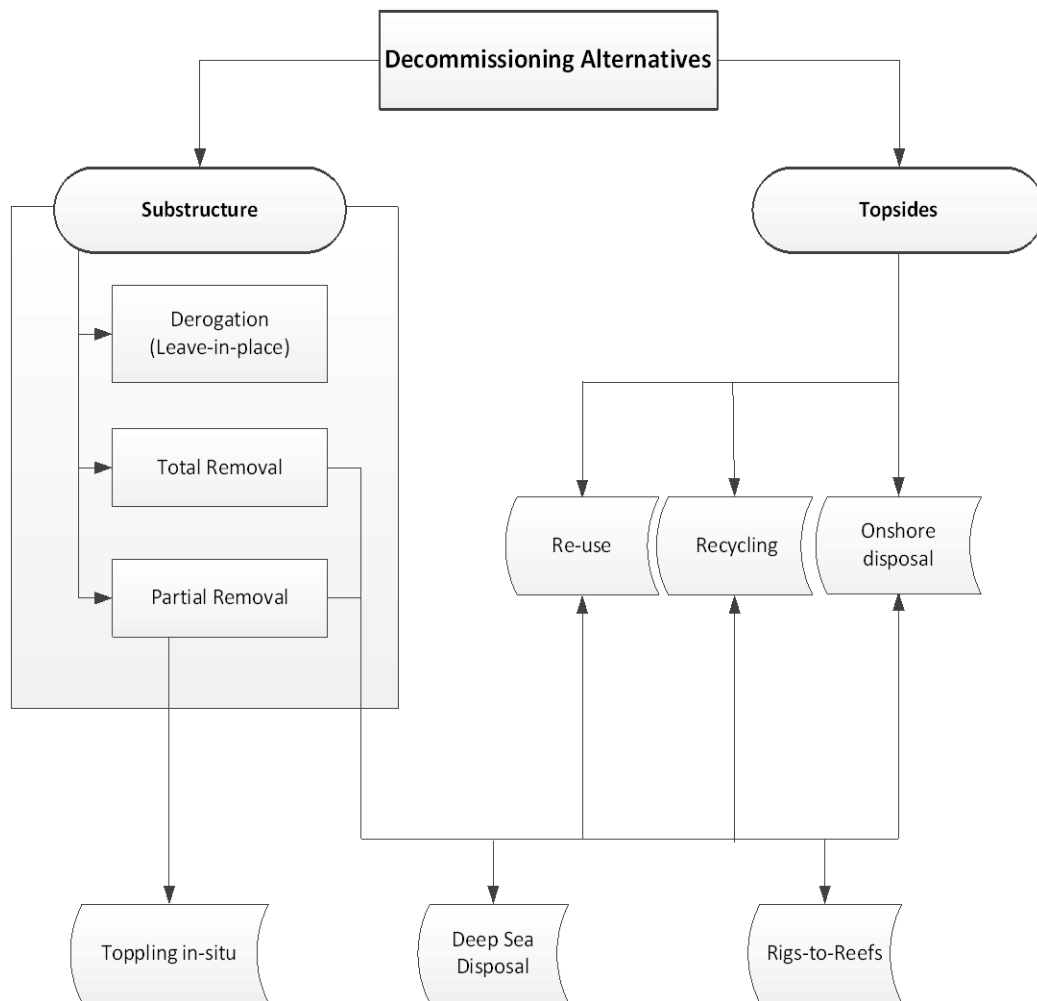 Decommissioning Alternatives
Substructure
Topsides
Derogation
(Leave-in-place)
Total Removal
Partial Removal
Re-use
Recycling
Onshore
disposal
Toppling in-situ
Deep Sea
Disposal
Rigs-to-Reefs